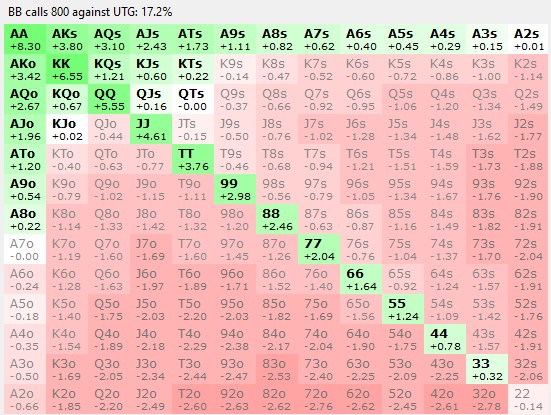 BB calls 800 against UTG: 17.2%
AA AKs AQs AJs ATs A9s A8s A7s A6s A5s A4s A3s A2s
+8.30 +3.80 +3.10 +2.43 +1.73 +1.11 +0.82 +0.62 +0.40 +0.45 +0.29 +0.15 +0.01
AKo KK KQs KJs KTs K9s K8s K7s K6s K5s K4s K3s K2s
+3.42 +6.55 +1.21 +0.60 +0.22 -0.14 -0.47 -0.52 -0.60 -0.72 -0.86 -1.00 -1.14
AQo KQo QQ QJs QTs Q9s Q8s Q7s Q6s Q5s Q4s Q3s Q2s
+2.67 +0.67 +5.55 +0.16 -0.00 -0.37 -0.66 -0.92 -0.95 -1.06 -1.20 -1.34 -1.49
AJo KJo QJo JJ JTs J9s J8s J7s J6s J5s J4s J3s J2s
+1.96 +0.02 -0.44 +4.61 -0.15 -0.50 -0.76 -1.02 -1.28 -1.34 -1.48 -1.62 -1.77
ATo KTo QTo JTo TT T9s T8s T7s T6s T5s T4s T3s T2s
+1.20 -0.40 -0.63 -0.77 +3.76 -0.46 -0.68 -0.94 -1.21 -1.51 -1.59 -1.73 -1.88
A9o K9o Q9o J9o T9o 99 98s 97s 96s 95s 94s 93s 92s
+0.54 -0.79 -1.02 -1.15 -1.11 +2.98 -0.56 -0.79 -1.05 -1.34 -1.67 -1.76 -1.90
A8o K8o Q8o J8o T8o 98o 88 87s 86s 85s 84s 83s 82s
+0.22 -1.14 -1.33 -1.42 -1.32 -1.20 +2.46 -0.63 -0.87 -1.16 -1.49 -1.82 -1.91
A7o K7o Q7o J7o T7o 97o 87o 77 76s 75s 74s 73s 72s
-0.00 -1.19 -1.60 -1.69 -1.60 -1.45 -1.26 +2.04 -0.76 -1.04 -1.37 -1.70 -2.04
A6o K6o Q6o J6o T6o 96o 86o 76o 66 65s 64s 63s 62s
-0.24 -1.28 -1.63 -1.97 -1.89 -1.71 -1.52 -1.40 +1.64 -0.92 -1.24 -1.57 -1.91
A5o K5o Q5o J5o T5o 95o 85o 75o 65o 55 54s 53s 52s
-0.18 -1.40 -1.75 -2.03 -2.20 -2.03 -1.82 -1.69 -1.56 +1.24 -1.09 -1.42 -1.76
A4o K4o Q4o J4o T4o 94o 84o 74o 64o 54o 44 43s 42s
-0.35 -1.54 -1.89 -2.18 -2.29 -2.38 -2.17 -2.04 -1.90 -1.75 +0.78 -1.57 -1.91
A3o K3o Q3o J3o T3o 93o 83o 73o 63o 53o 43o 33 32s
-0.50 -1.69 -2.05 -2.34 -2.44 -2.47 -2.53 -2.40 -2.25 -2.09 -2.25 +0.32 -2.06
A2o K2o Q2o J2o T2o 92o 82o 72o 62o 52o 42o 32o 22
-0.66 -1.85 -2.20 -2.49 -2.60 -2.63 -2.62 -2.76 -2.62 -2.45 -2.61 -2.78 -0.14